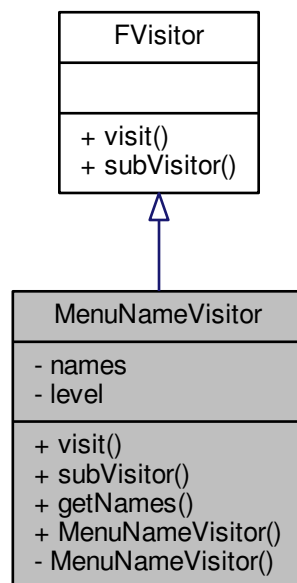 FVisitor
+ visit()
+ subVisitor()
MenuNameVisitor
- names
- level
+ visit()
+ subVisitor()
+ getNames()
+ MenuNameVisitor()
- MenuNameVisitor()